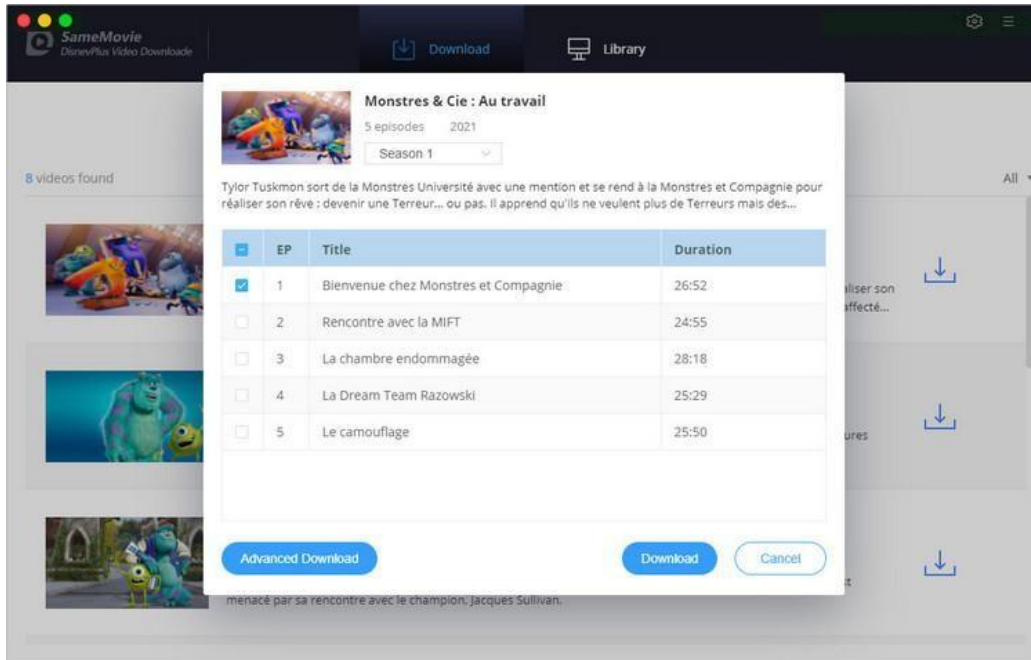 SameMovie
DisneyPlus Video Downloade
Download
Library
8 videos found
All
Monstres & Cie : Au travail
5 episodes 2021
Season 1
Tylor Tuskmon sort de la Monstres Université avec une mention et se rend à la Monstres et Compagnie pour
réaliser son rêve : devenir une Terreur... ou pas. Il apprend qu'ils ne veulent plus de Terreurs mais des...
EP Title Duration
1 Bienvenue chez Monstres et Compagnie 26:52
2 Rencontre avec la MIFT 24:55
3 La chambre endommagée 28:18
4 La Dream Team Razowski 25:29
5 Le camouflage 25:50
aliser son
affecté...
ures
Advanced Download
Download
Cancel
st
menacé par sa rencontre avec le champion, Jacques Sullivan.